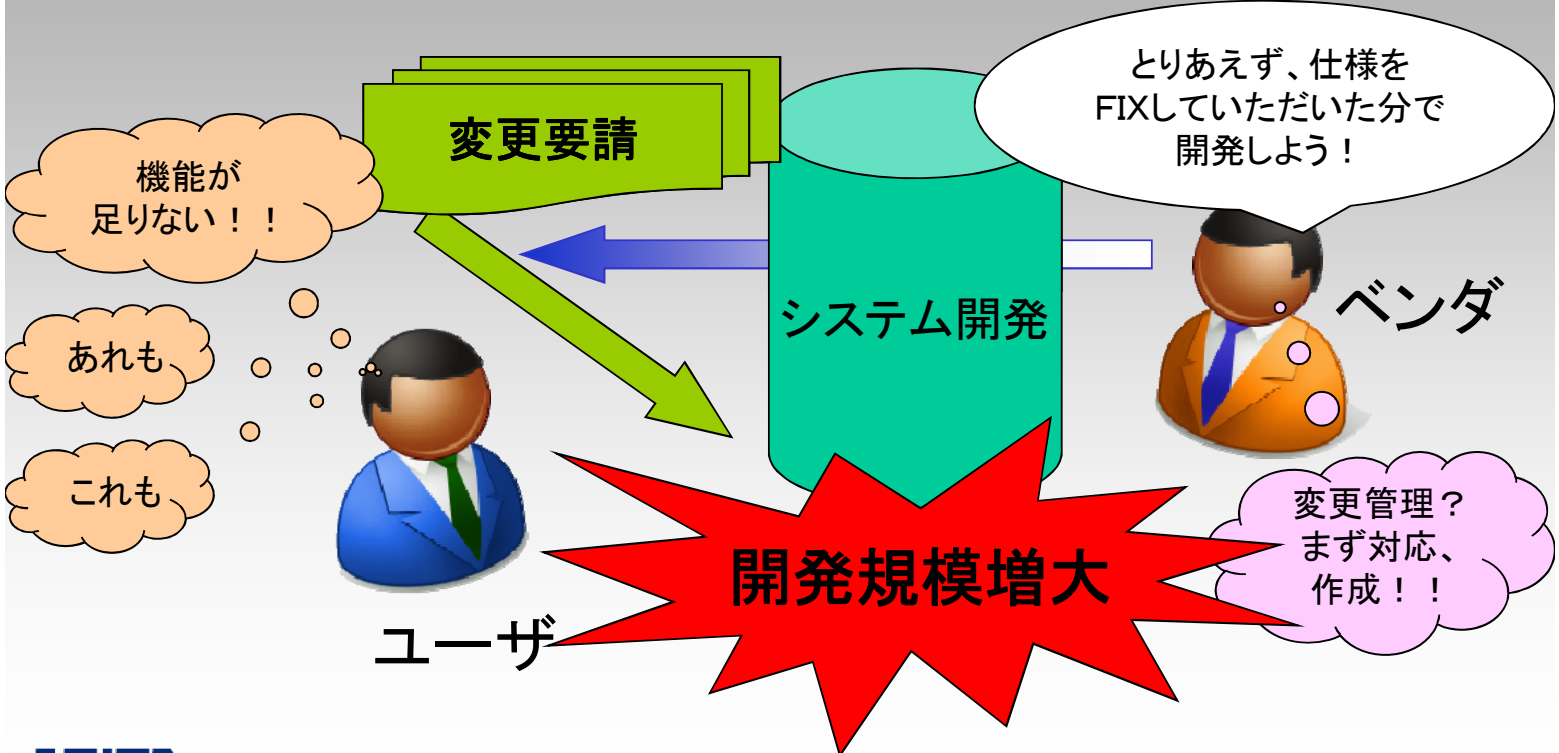 とりあえず、仕様を
FIXしていただいた分で
開発しよう！
変更要請
機能が
足りない！！
システム開発
ベンダ
あれも
これも
変更管理？
まず対応、
作成！！
開発規模増大
ユーザ